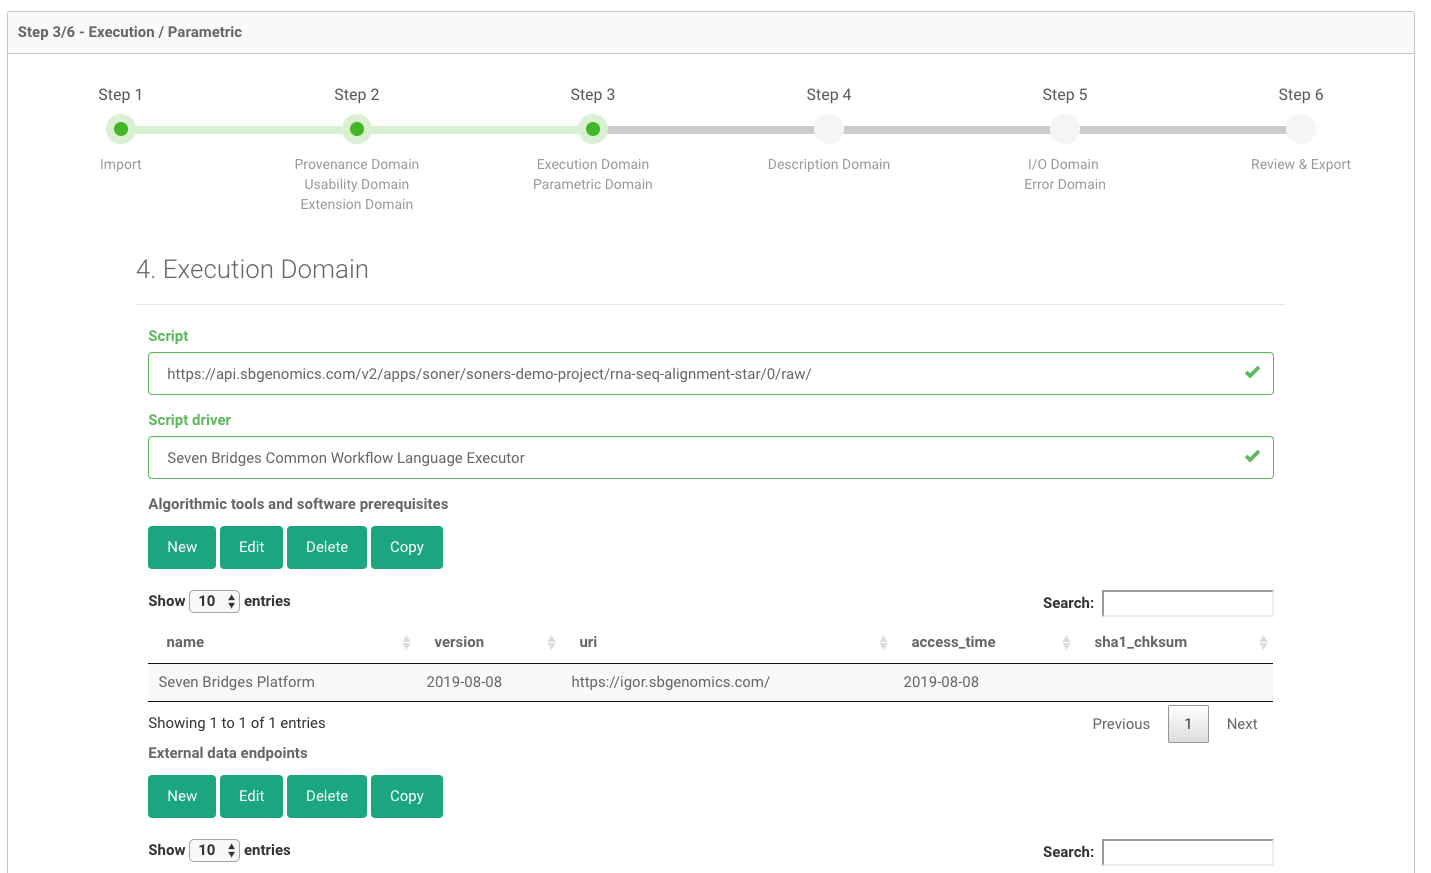 Step 3/6 - Execution / Parametric
Step 1 Step 2 Step 3 Step 4 Step 5 Step 6
Import Provenance Domain Execution Domain Description Domain I/O Domain Review & Export
Usability Domain Parametric Domain Error Domain
Extension Domain
4. Execution Domain
Script
https://api.sbgenomics.com/v2/apps/soner/soners-demo-project/rna-seq-alignment-star/0/raw/
Script driver
Seven Bridges Common Workflow Language Executor
Algorithmic tools and software prerequisites
New Edit Delete Copy
Show 10 entries Search:
name version uri access_time sha1_chksum
Seven Bridges Platform 2019-08-08 https://igor.sbgenomics.com/ 2019-08-08
Showing 1 to 1 of 1 entries Previous 1 Next
External data endpoints
New Edit Delete Copy
Show 10 entries Search: